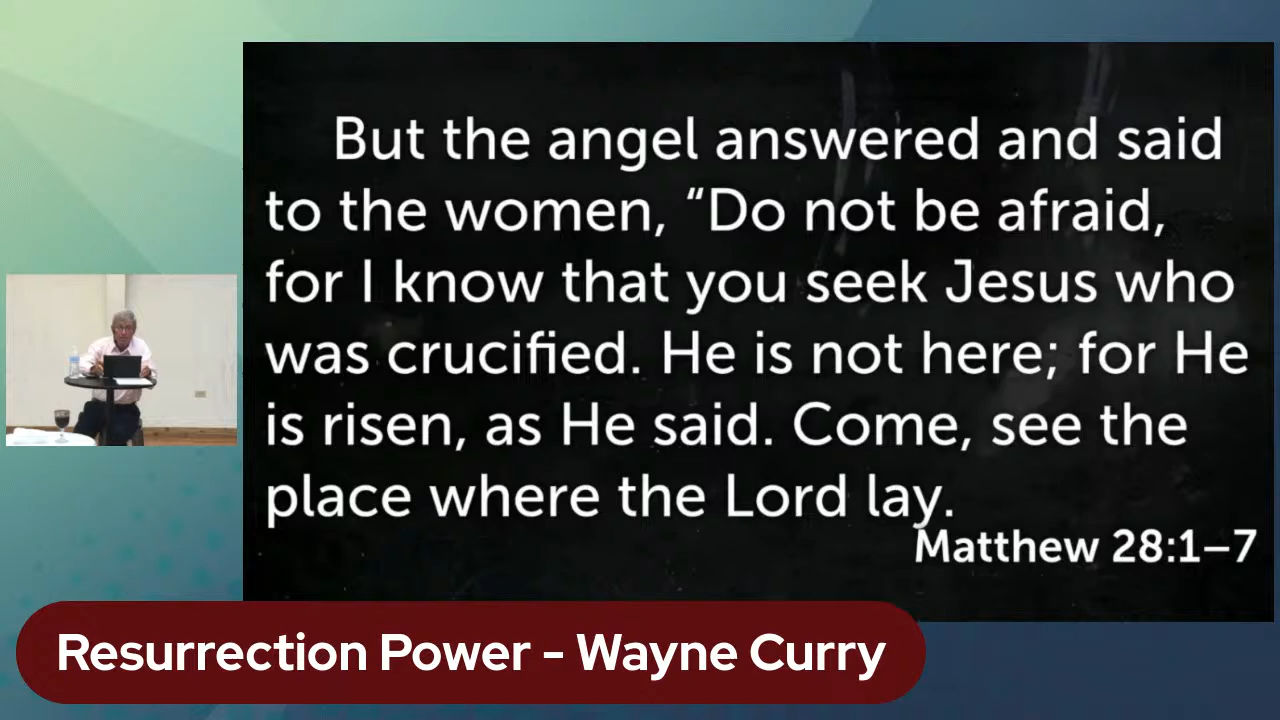 But the angel answered and said
to the women, “Do not be afraid,
for I know that you seek Jesus who
was crucified. He is not here; for He
is risen, as He said. Come, see the
place where the Lord lay.
Matthew 28:1–7
Resurrection Power - Wayne Curry